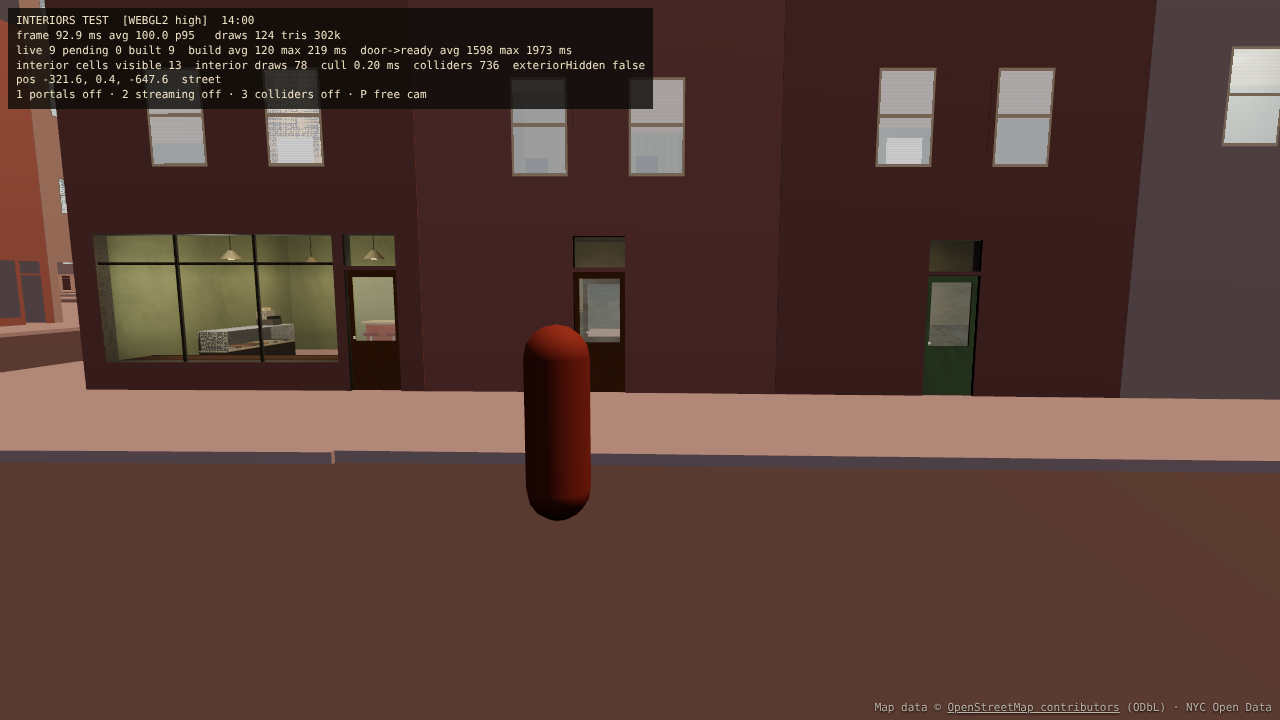 INTERIORS TEST  [WEBGL2 high]  14:00
frame 92.9 ms avg 100.0 p95   draws 124 tris 302k
live 9 pending 0 built 9  build avg 120 max 219 ms  door->ready avg 1598 max 1973 ms
interior cells visible 13  interior draws 78  cull 0.20 ms  colliders 736  exteriorHidden false
pos -321.6, 0.4, -647.6  street
1 portals off · 2 streaming off · 3 colliders off · P free cam
Map data © OpenStreetMap contributors (ODbL) · NYC Open Data